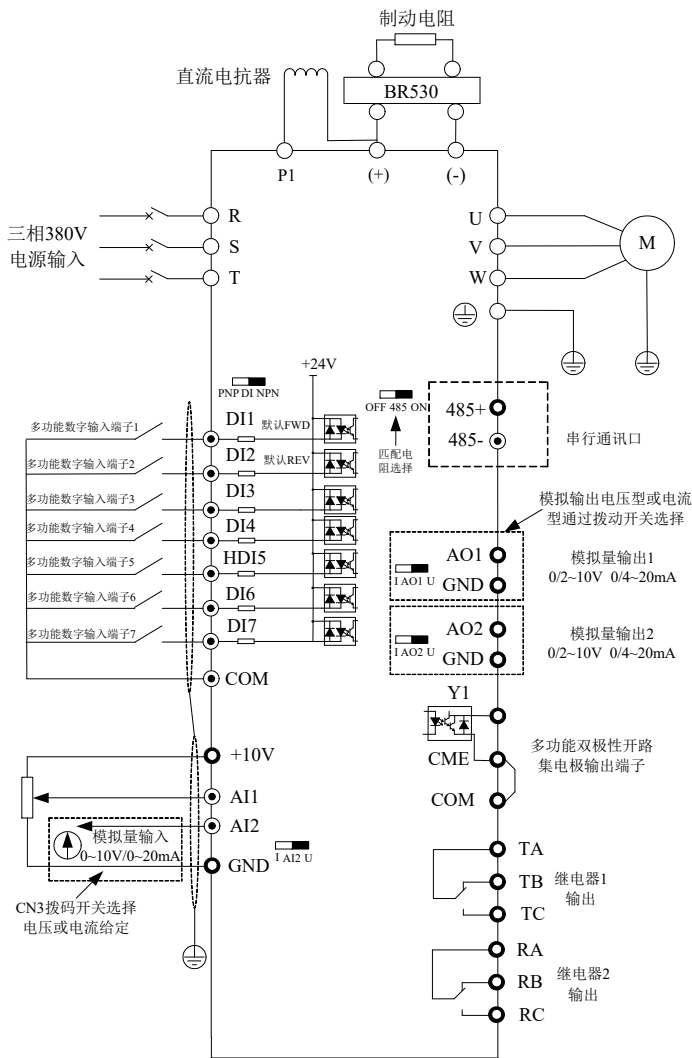 制动电阻
直流电抗器
BR530
P1
(+)
(-)
三相380V
电源输入
R
S
T
U
V
W
M
+24V
PNP DI NPN
OFF 485 ON
匹配电
阻选择
485+
485-
串行通讯口
多功能数字输入端子1
DI1
默认FWD
多功能数字输入端子2
DI2
默认REV
多功能数字输入端子3
DI3
多功能数字输入端子4
DI4
多功能数字输入端子5
HDI5
多功能数字输入端子6
DI6
多功能数字输入端子7
DI7
COM
模拟输出电压型或电流
型通过拨动开关选择
I AO1 U
AO1
GND
模拟量输出1
0/2~10V 0/4~20mA
I AO2 U
AO2
GND
模拟量输出2
0/2~10V 0/4~20mA
Y1
CME
COM
多功能双极性开路
集电极输出端子
+10V
AI1
AI2
GND
I AI2 U
模拟量输入
0~10V/0~20mA
CN3拨码开关选择
电压或电流给定
TA
TB
TC
继电器1
输出
RA
RB
RC
继电器2
输出